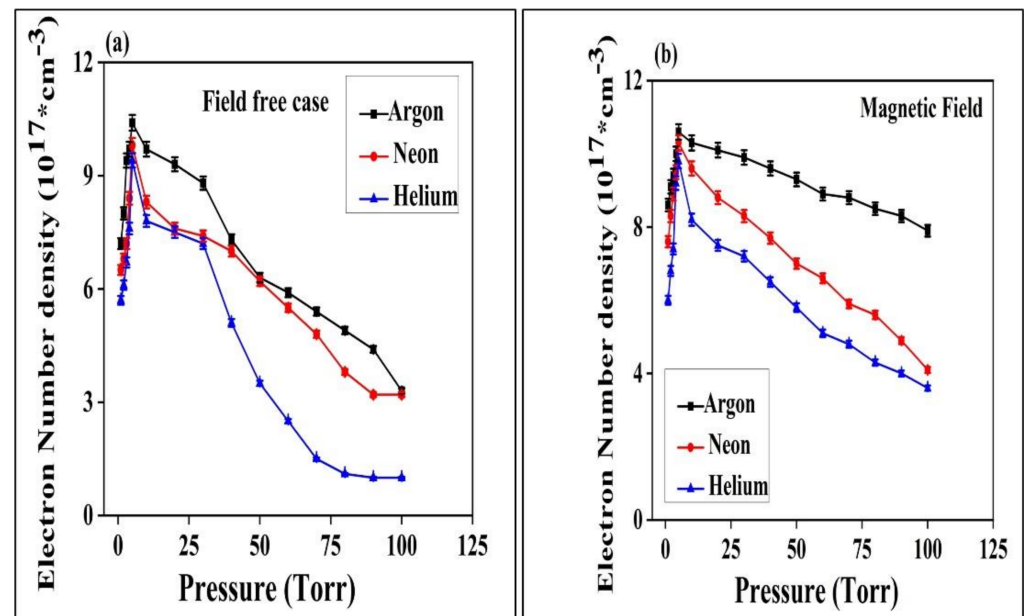 (a)
Electron Number density (10^17*cm^-3)
12
9
6
3
0
Field free case
Argon
Neon
Helium
0 25 50 75 100 125
Pressure (Torr)
(b)
Electron Number density (10^17*cm^-3)
12
8
4
0
Magnetic Field
Argon
Neon
Helium
0 25 50 75 100 125
Pressure (Torr)